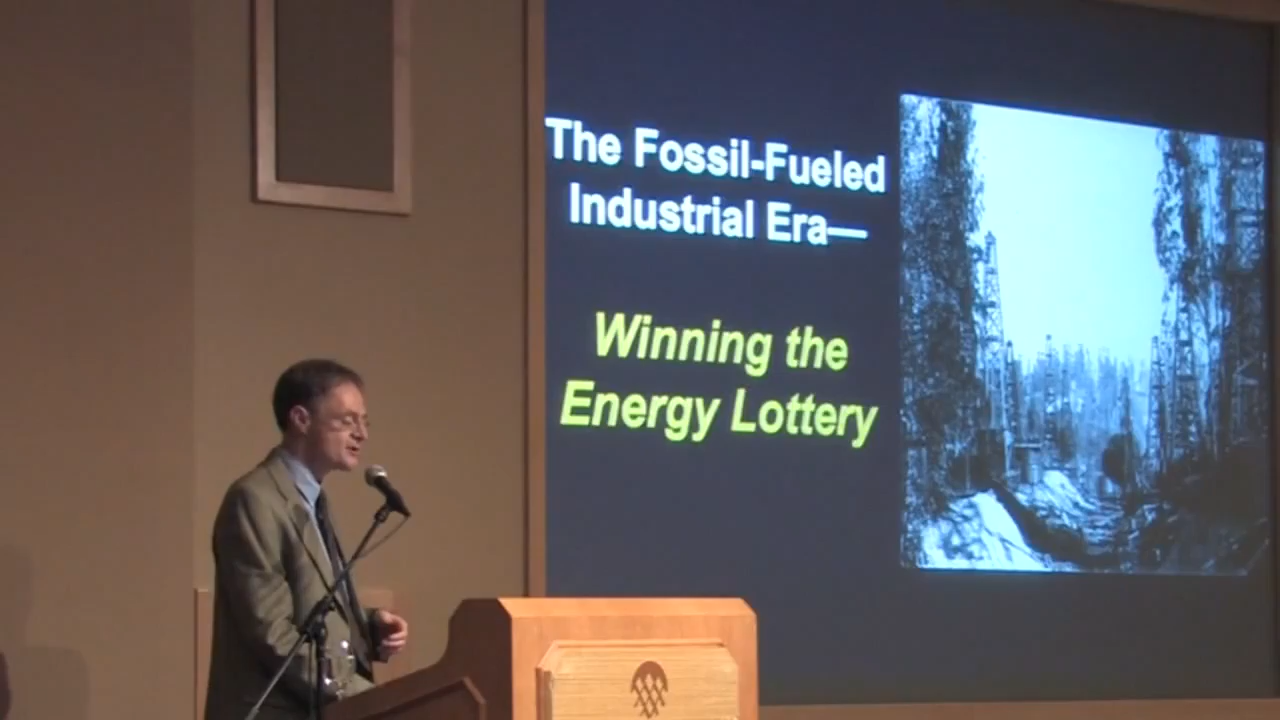 The Fossil-Fueled
Industrial Era—
Winning the
Energy Lottery